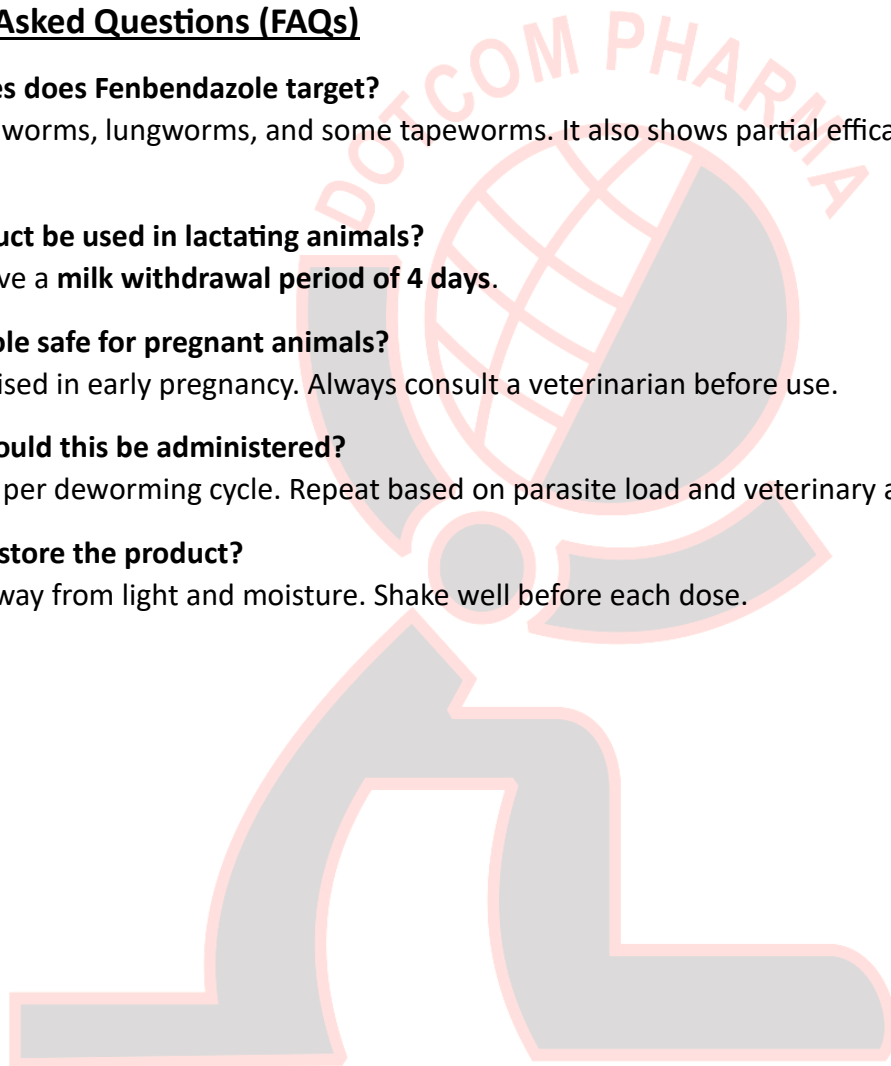 Asked Questions (FAQs)
es does Fenbendazole target?
worms, lungworms, and some tapeworms. It also shows partial effica
uct be used in lactating animals?
ve a milk withdrawal period of 4 days.
ole safe for pregnant animals?
ised in early pregnancy. Always consult a veterinarian before use.
ould this be administered?
per deworming cycle. Repeat based on parasite load and veterinary a
store the product?
way from light and moisture. Shake well before each dose.
DOTCOM PHARMA